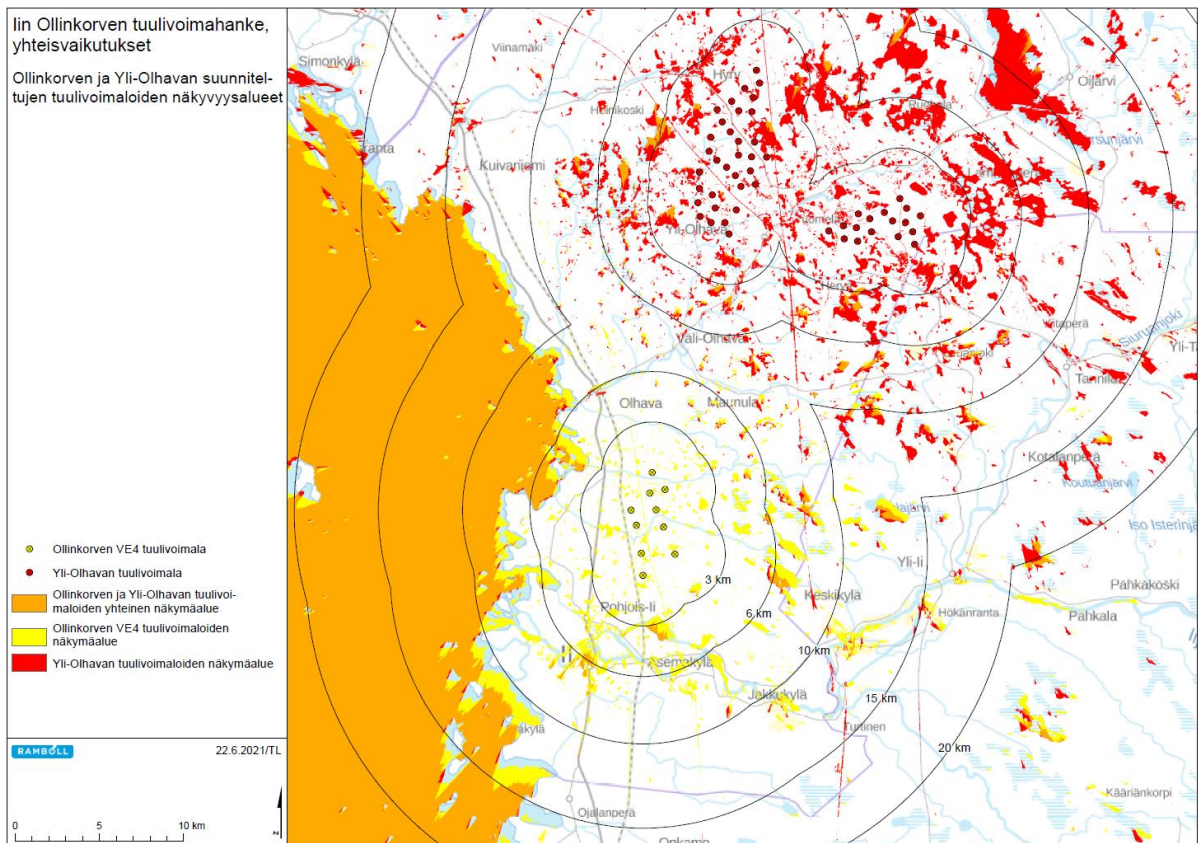 Iin Ollinkorven tuulivoimahanke,
yhteisvaikutukset
Ollinkorven ja Yli-Olhavan suunnitel-
tujen tuulivoimaloiden näkyvyysalueet
Ollinkorven VE4 tuulivoimala
Yli-Olhavan tuulivoimala
Ollinkorven ja Yli-Olhavan tuulivoi-
maloiden yhteinen näkymäalue
Ollinkorven VE4 tuulivoimaloiden
näkymäalue
Yli-Olhavan tuulivoimaloiden näkymäalue
RAMBOLL
22.6.2021/TL
0 5 10 km
N
Simonkylä
Viinamäki
Hyry
Oijärvi
Heinikoski
Kuivaniemi
Yli-Olhava
Väli-Olhava
Siuruanjoki
Tannila
Olhava
Maunula
Kotalanperä
Iso Isterinjä
Yli-Ii
Pahkakoski
3 km
Keskikylä
Pohjois-Ii
6 km
Hökänranta
Pahkala
Ii
10 km
Asemakylä
Jakkukylä
15 km
20 km
Kääriänkorpi
Ojalanperä